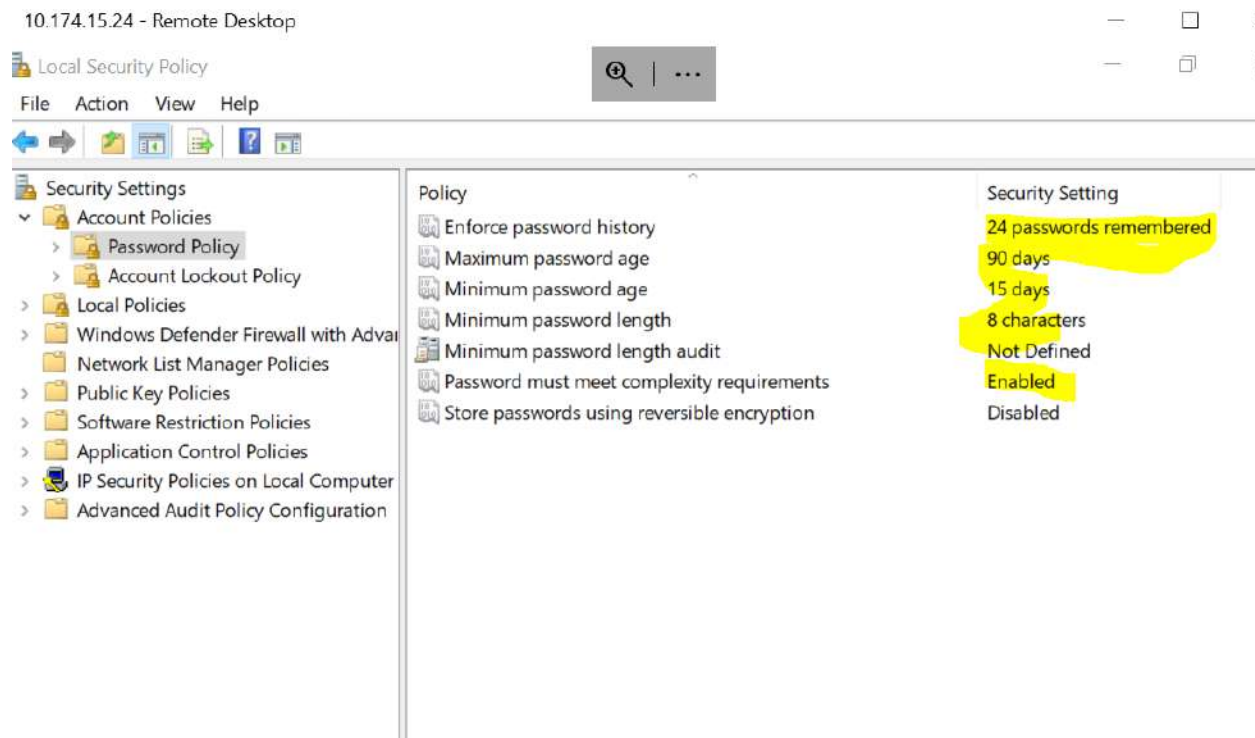 10.174.15.24 - Remote Desktop
Local Security Policy
File Action View Help
Security Settings
Account Policies
Password Policy
Account Lockout Policy
Local Policies
Windows Defender Firewall with Advar
Network List Manager Policies
Public Key Policies
Software Restriction Policies
Application Control Policies
IP Security Policies on Local Computer
Advanced Audit Policy Configuration
Policy Security Setting
Enforce password history 24 passwords remembered
Maximum password age 90 days
Minimum password age 15 days
Minimum password length 8 characters
Minimum password length audit Not Defined
Password must meet complexity requirements Enabled
Store passwords using reversible encryption Disabled